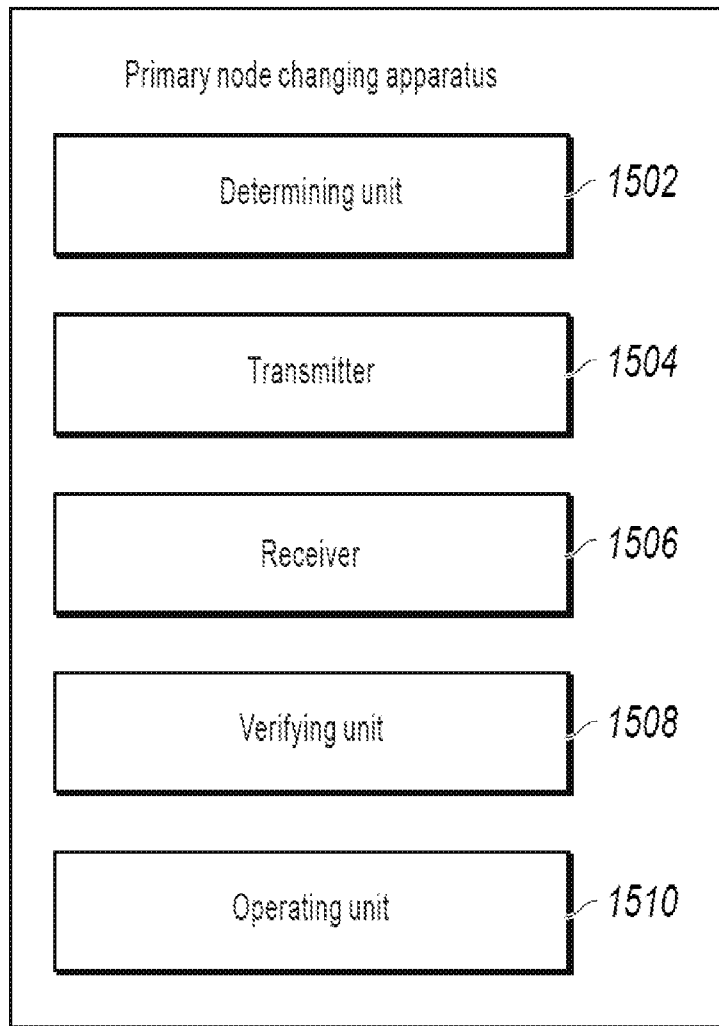 Primary node changing apparatus
Determining unit 1502
Transmitter 1504
Receiver 1506
Verifying unit 1508
Operating unit 1510